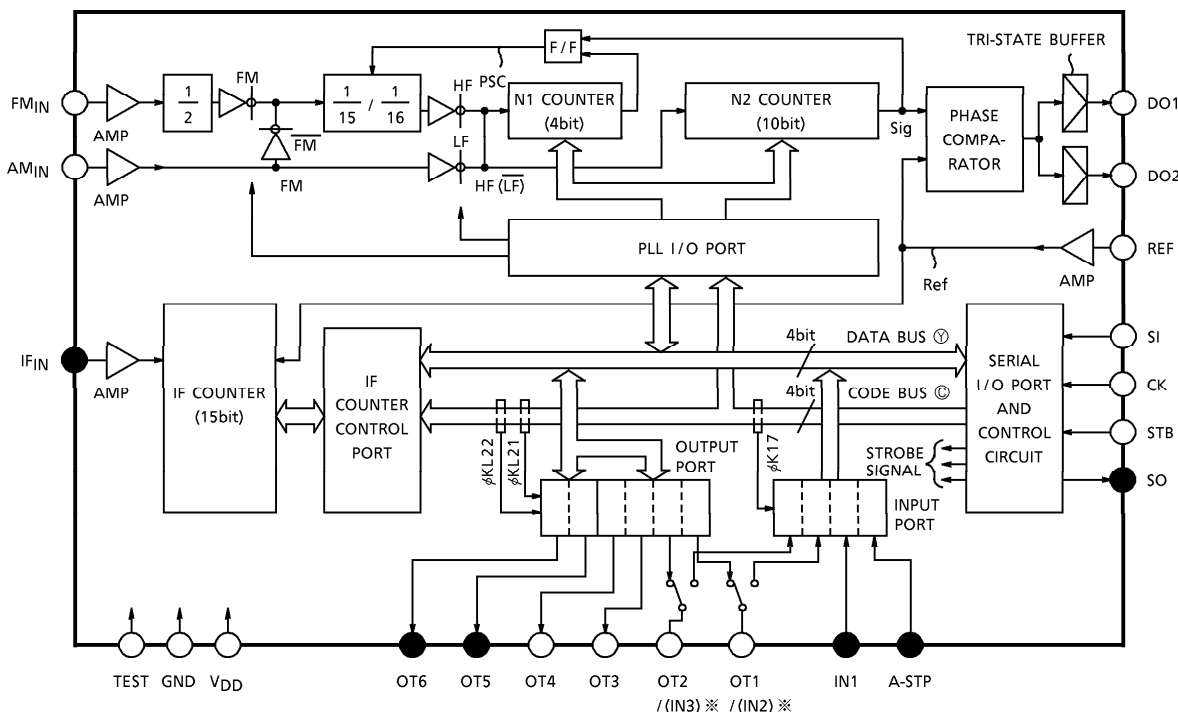 TRI-STATE BUFFER
F/F
PSC
FM
HF
FMIN
AMP
1
2
1
15
/
1
16
N1 COUNTER
(4bit)
N2 COUNTER
(10bit)
Sig
PHASE
COMPA-
RATOR
DO1
F̅M̅
LF
AMIN
AMP
FM
HF (L̅F̅)
DO2
PLL I/O PORT
REF
Ref
AMP
4bit DATA BUS Ⓨ
SI
IFIN
AMP
IF COUNTER
(15bit)
IF
COUNTER
CONTROL
PORT
4bit CODE BUS Ⓒ
SERIAL
I/O PORT
AND
CONTROL
CIRCUIT
CK
STB
SO
ϕKL22
ϕKL21
OUTPUT
PORT
ϕK17
STROBE
SIGNAL
INPUT
PORT
TEST
GND
VDD
OT6
OT5
OT4
OT3
OT2
/(IN3)※
OT1
/(IN2)※
IN1
A-STP